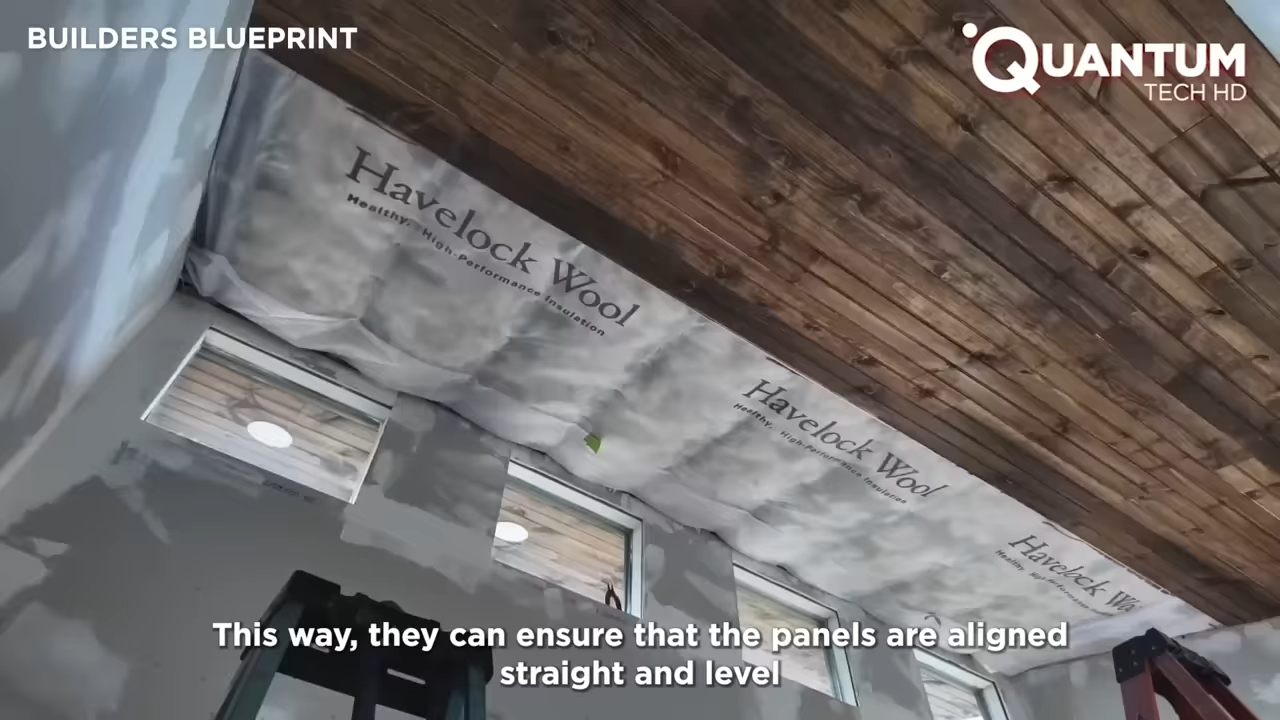 BUILDERS BLUEPRINT
QUANTUM
TECH HD
Havelock Wool
Healthy, High-Performance Insulation
Havelock Wool
Healthy, High-Performance Insulation
Havelock
This way, they can ensure that the panels are aligned
straight and level